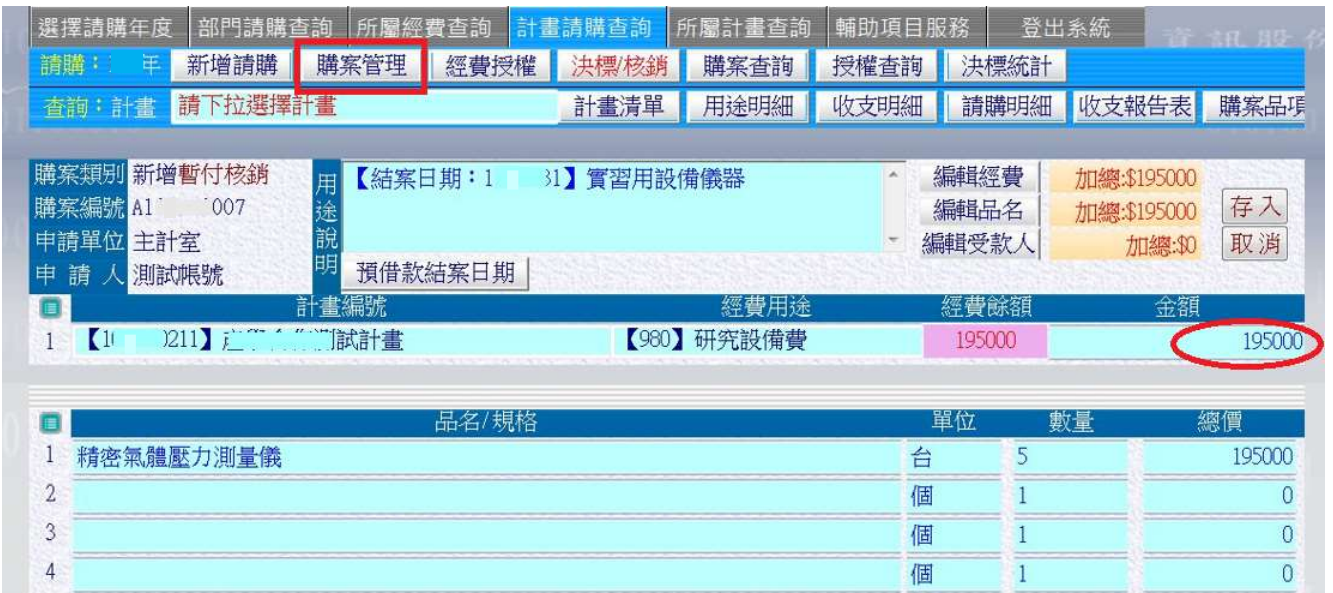 選擇請購年度 部門請購查詢 所屬經費查詢 計畫請購查詢 所屬計畫查詢 輔助項目服務 登出系統
資訊股份
請購： 年 新增請購 購案管理 經費授權 決標/核銷 購案查詢 授權查詢 決標統計
查詢：計畫 請下拉選擇計畫 計畫清單 用途明細 收支明細 請購明細 收支報告表 購案品項
購案類別 新增暫付核銷 用途說明 【結案日期：1 31】實習用設備儀器 編輯經費 加總:$195000
購案編號 A1 007 編輯品名 加總:$195000 存入
申請單位 主計室 編輯受款人 加總:$0 取消
申請人 測試帳號 預借款結案日期
計畫編號 經費用途 經費餘額 金額
1 【10 0211】 測試計畫 【980】研究設備費 195000 195000
品名/規格 單位 數量 總價
1 精密氣體壓力測量儀 台 5 195000
2 個 1 0
3 個 1 0
4 個 1 0